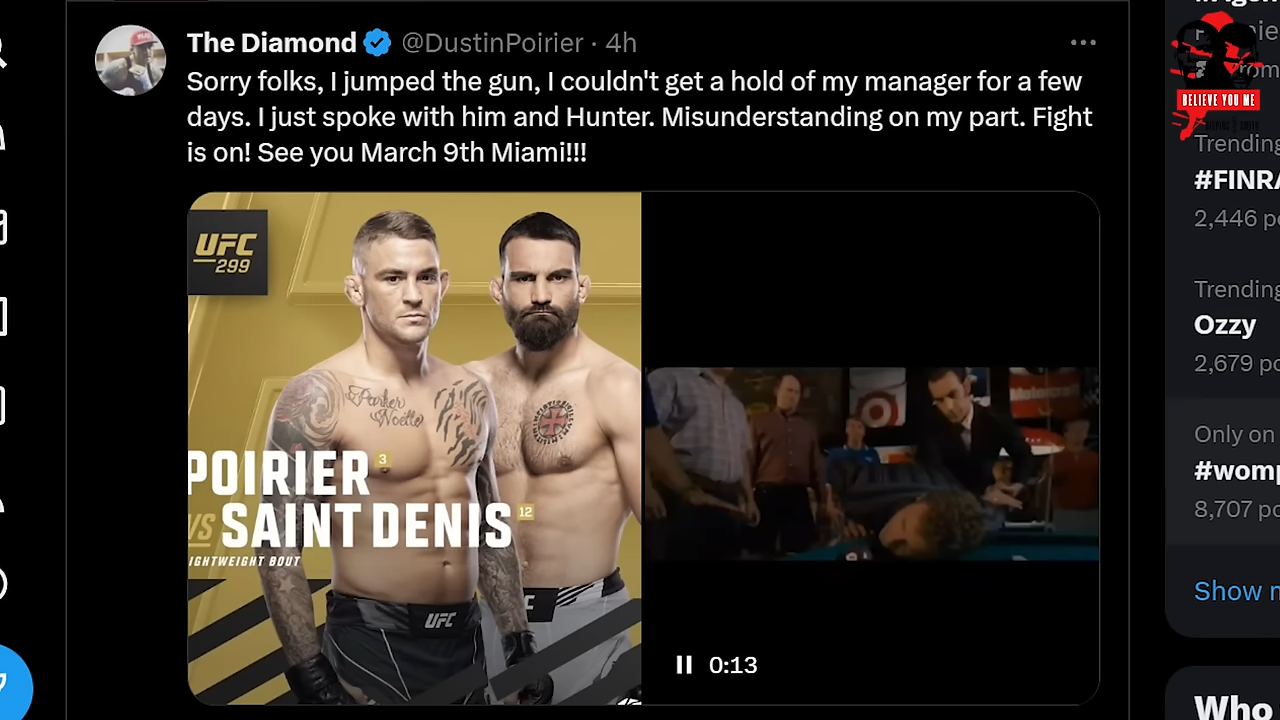 The Diamond @DustinPoirier · 4h
Sorry folks, I jumped the gun, I couldn't get a hold of my manager for a few
days. I just spoke with him and Hunter. Misunderstanding on my part. Fight
is on! See you March 9th Miami!!!
UFC
299
Parker
Noelle
POIRIER 3
VS SAINT DENIS 12
IGHTWEIGHT BOUT
UFC
0:13
BELIEVE YOU ME
Trending
#FINRA
2,446 po
Trending
Ozzy
2,679 po
Only on
#womp
8,707 po
Show m
Who